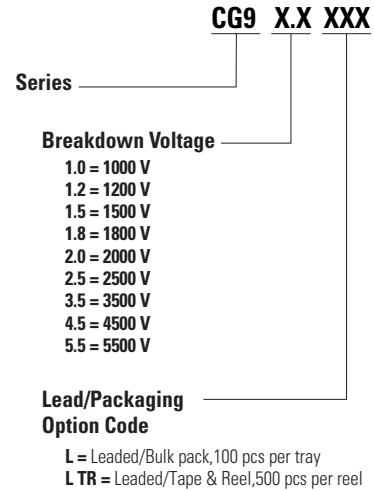 CG9 X.X XXX
Series
Breakdown Voltage
1.0 = 1000 V
1.2 = 1200 V
1.5 = 1500 V
1.8 = 1800 V
2.0 = 2000 V
2.5 = 2500 V
3.5 = 3500 V
4.5 = 4500 V
5.5 = 5500 V
Lead/Packaging
Option Code
L = Leaded/Bulk pack,100 pcs per tray
L TR = Leaded/Tape & Reel,500 pcs per reel